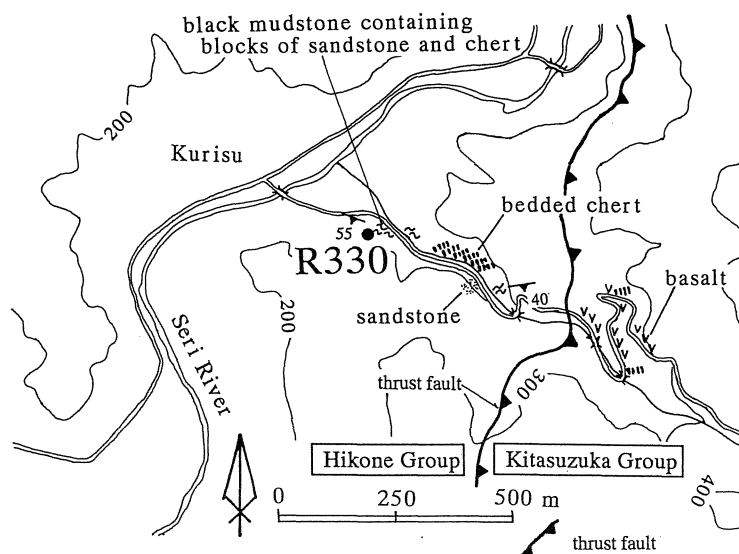 black mudstone containing
blocks of sandstone and chert
200
Kurisu
bedded chert
55
R330
basalt
40
200
sandstone
Seri River
thrust fault
300
Hikone Group
Kitasuzuka Group
400
0 250 500 m
thrust fault